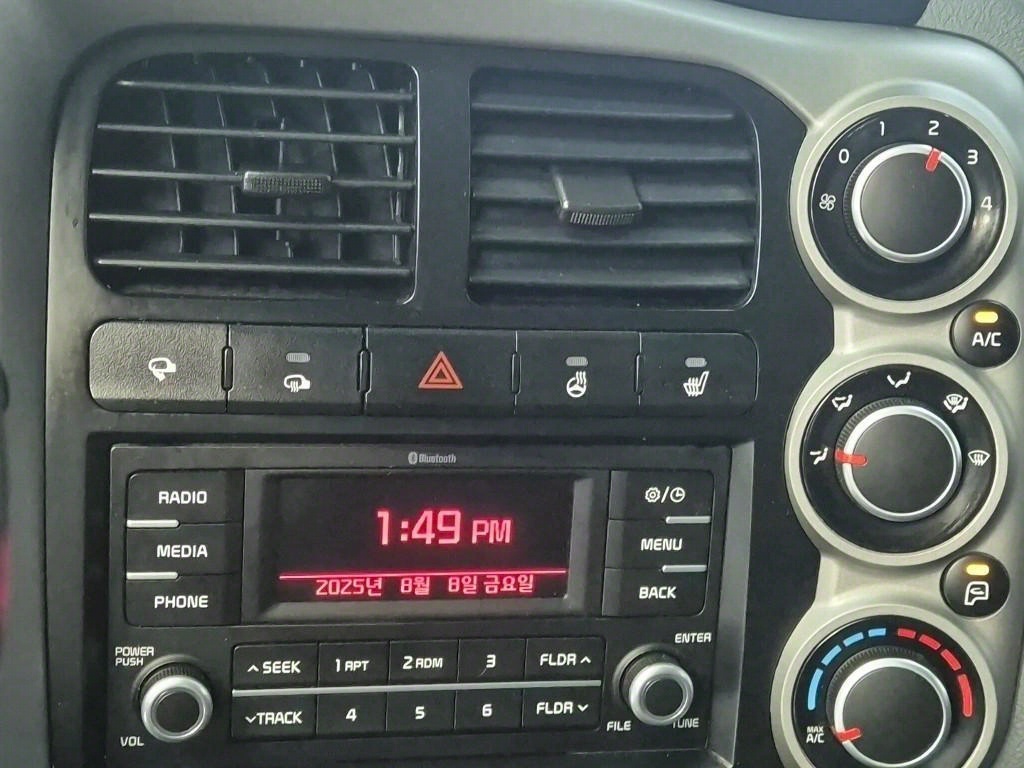 0 1 2 3 4
A/C
Bluetooth
RADIO
MEDIA
PHONE
1:49 PM
2025년 8월 8일 금요일
MENU
BACK
POWER
PUSH
VOL
∧ SEEK
1 RPT
2 RDM
3
FLDR ∧
∨ TRACK
4
5
6
FLDR ∨
ENTER
FILE
TUNE
MAX
A/C